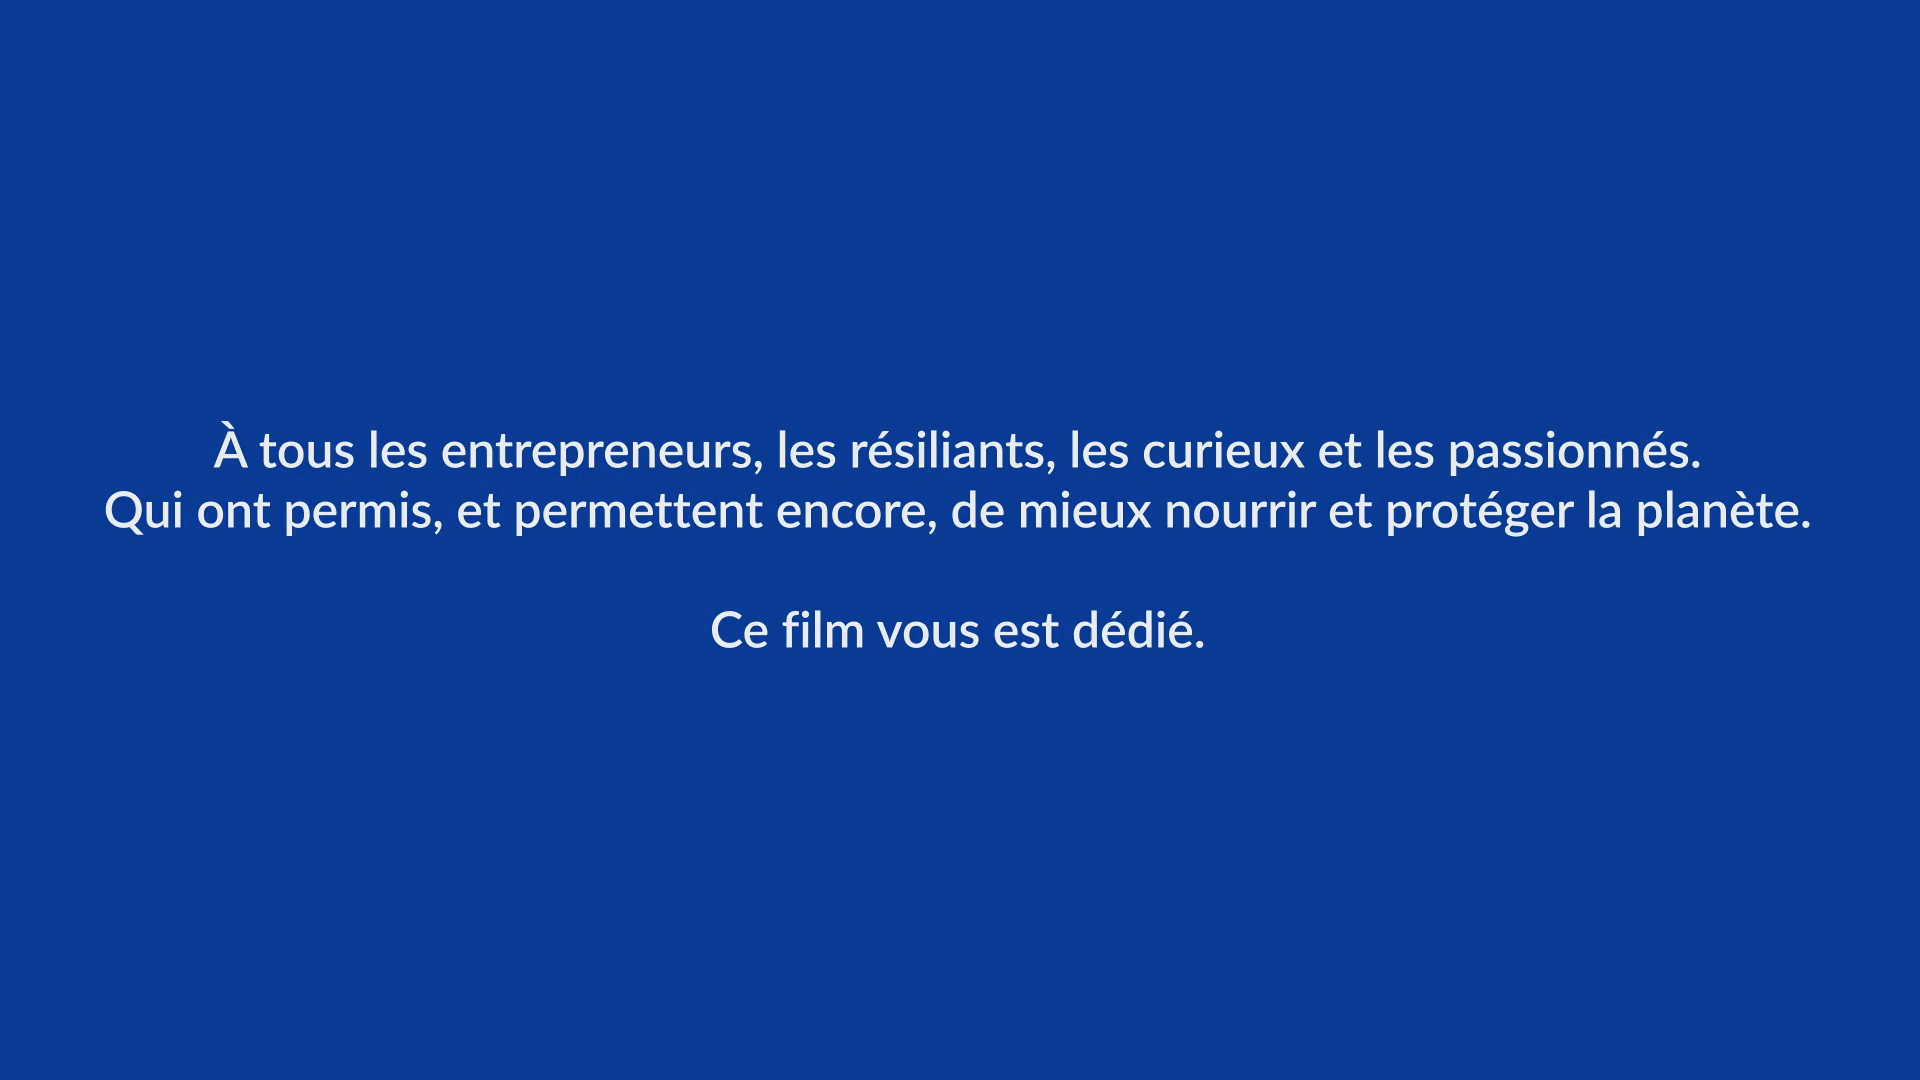 À tous les entrepreneurs, les résiliants, les curieux et les passionnés.
Qui ont permis, et permettent encore, de mieux nourrir et protéger la planète.
Ce film vous est dédié.